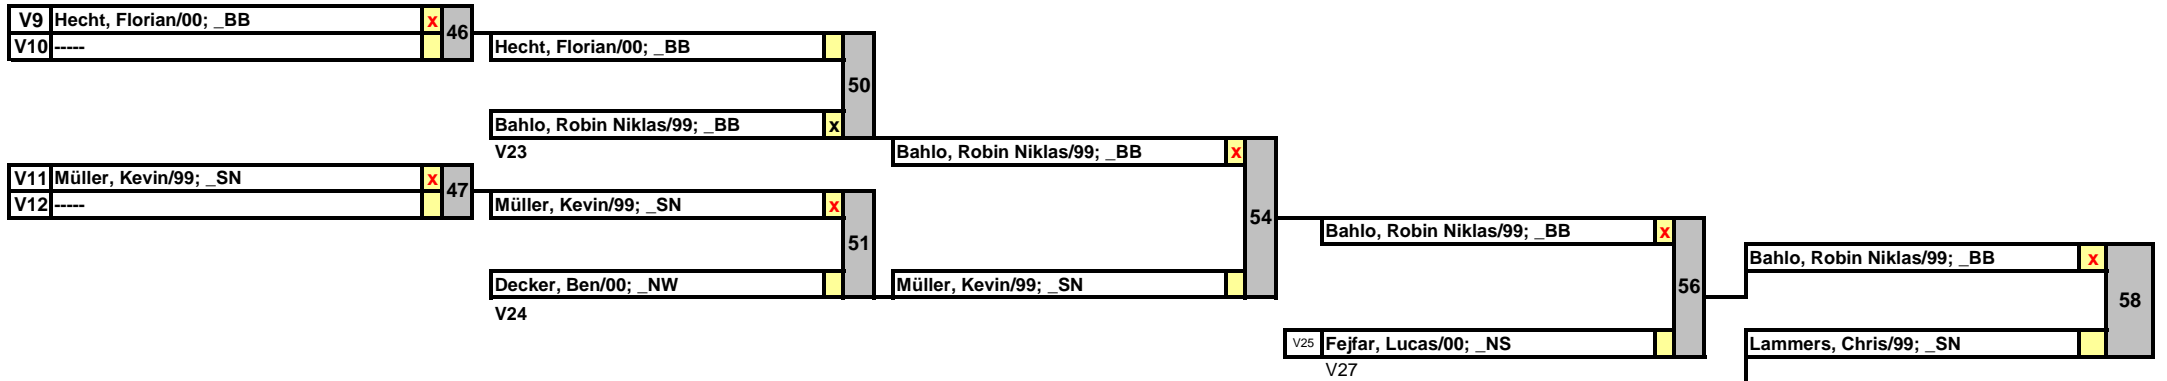 V9 Hecht, Florian/00; _BB x
46
V10 -----
Hecht, Florian/00; _BB
50
Bahlo, Robin Niklas/99; _BB x
V23
Bahlo, Robin Niklas/99; _BB x
V11 Müller, Kevin/99; _SN x
47
V12 -----
Müller, Kevin/99; _SN x
54
Bahlo, Robin Niklas/99; _BB x
51
Bahlo, Robin Niklas/99; _BB x
Decker, Ben/00; _NW
Müller, Kevin/99; _SN
56
58
V24
V25 Fejfar, Lucas/00; _NS
Lammers, Chris/99; _SN
V27